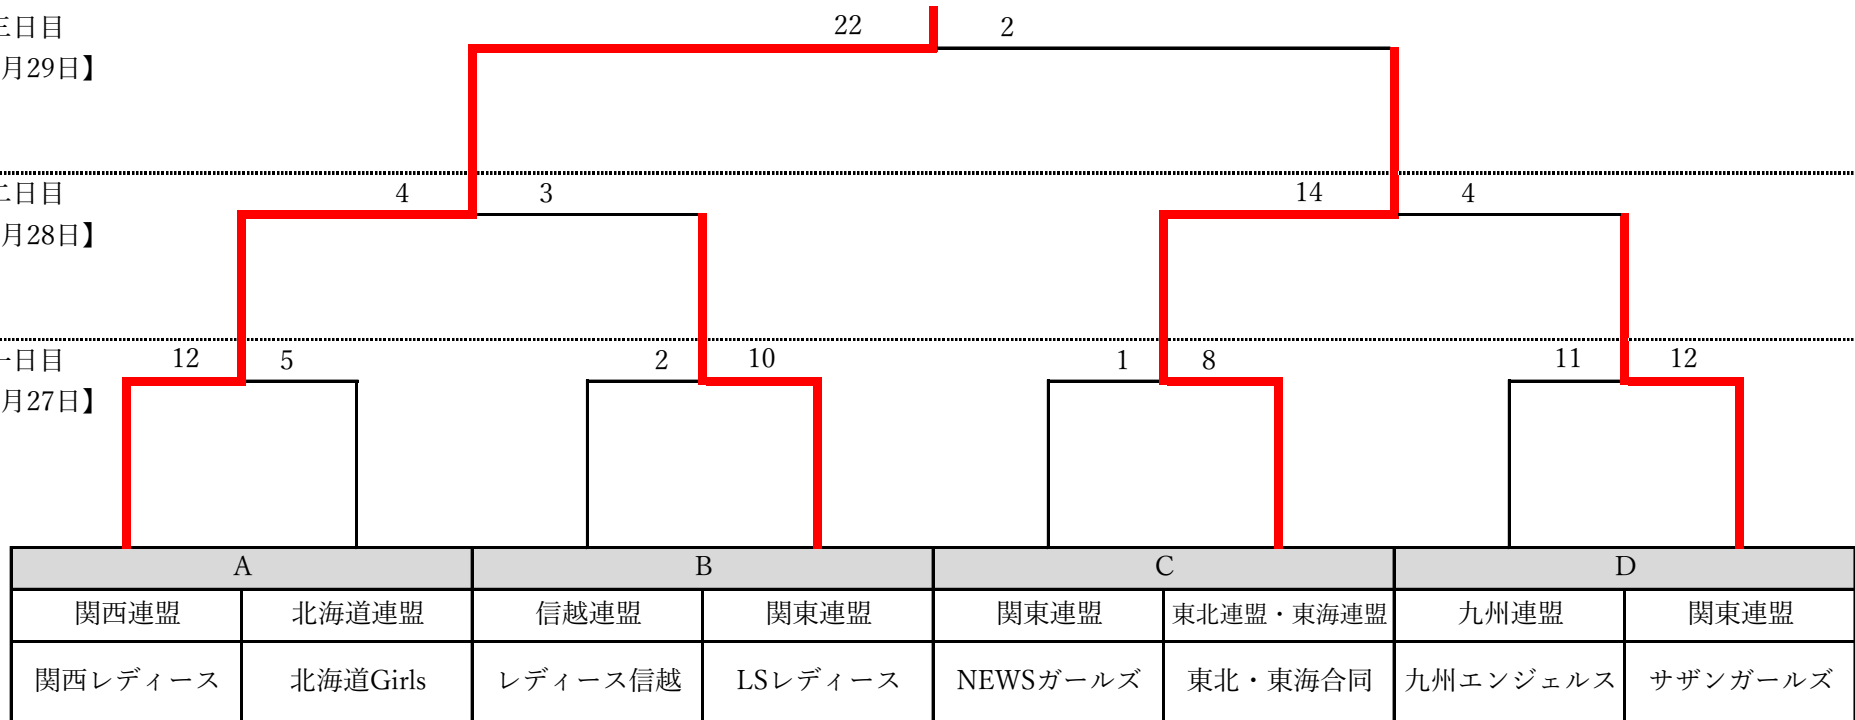 三日目 22 2
月29日】
二日目 4 3 14 4
月28日】
一日目 12 5 2 10 1 8 11 12
月27日】
A B C D
関西連盟 北海道連盟 信越連盟 関東連盟 関東連盟 東北連盟・東海連盟 九州連盟 関東連盟
関西レディース 北海道Girls レディース信越 LSレディース NEWSガールズ 東北・東海合同 九州エンジェルス サザンガールズ